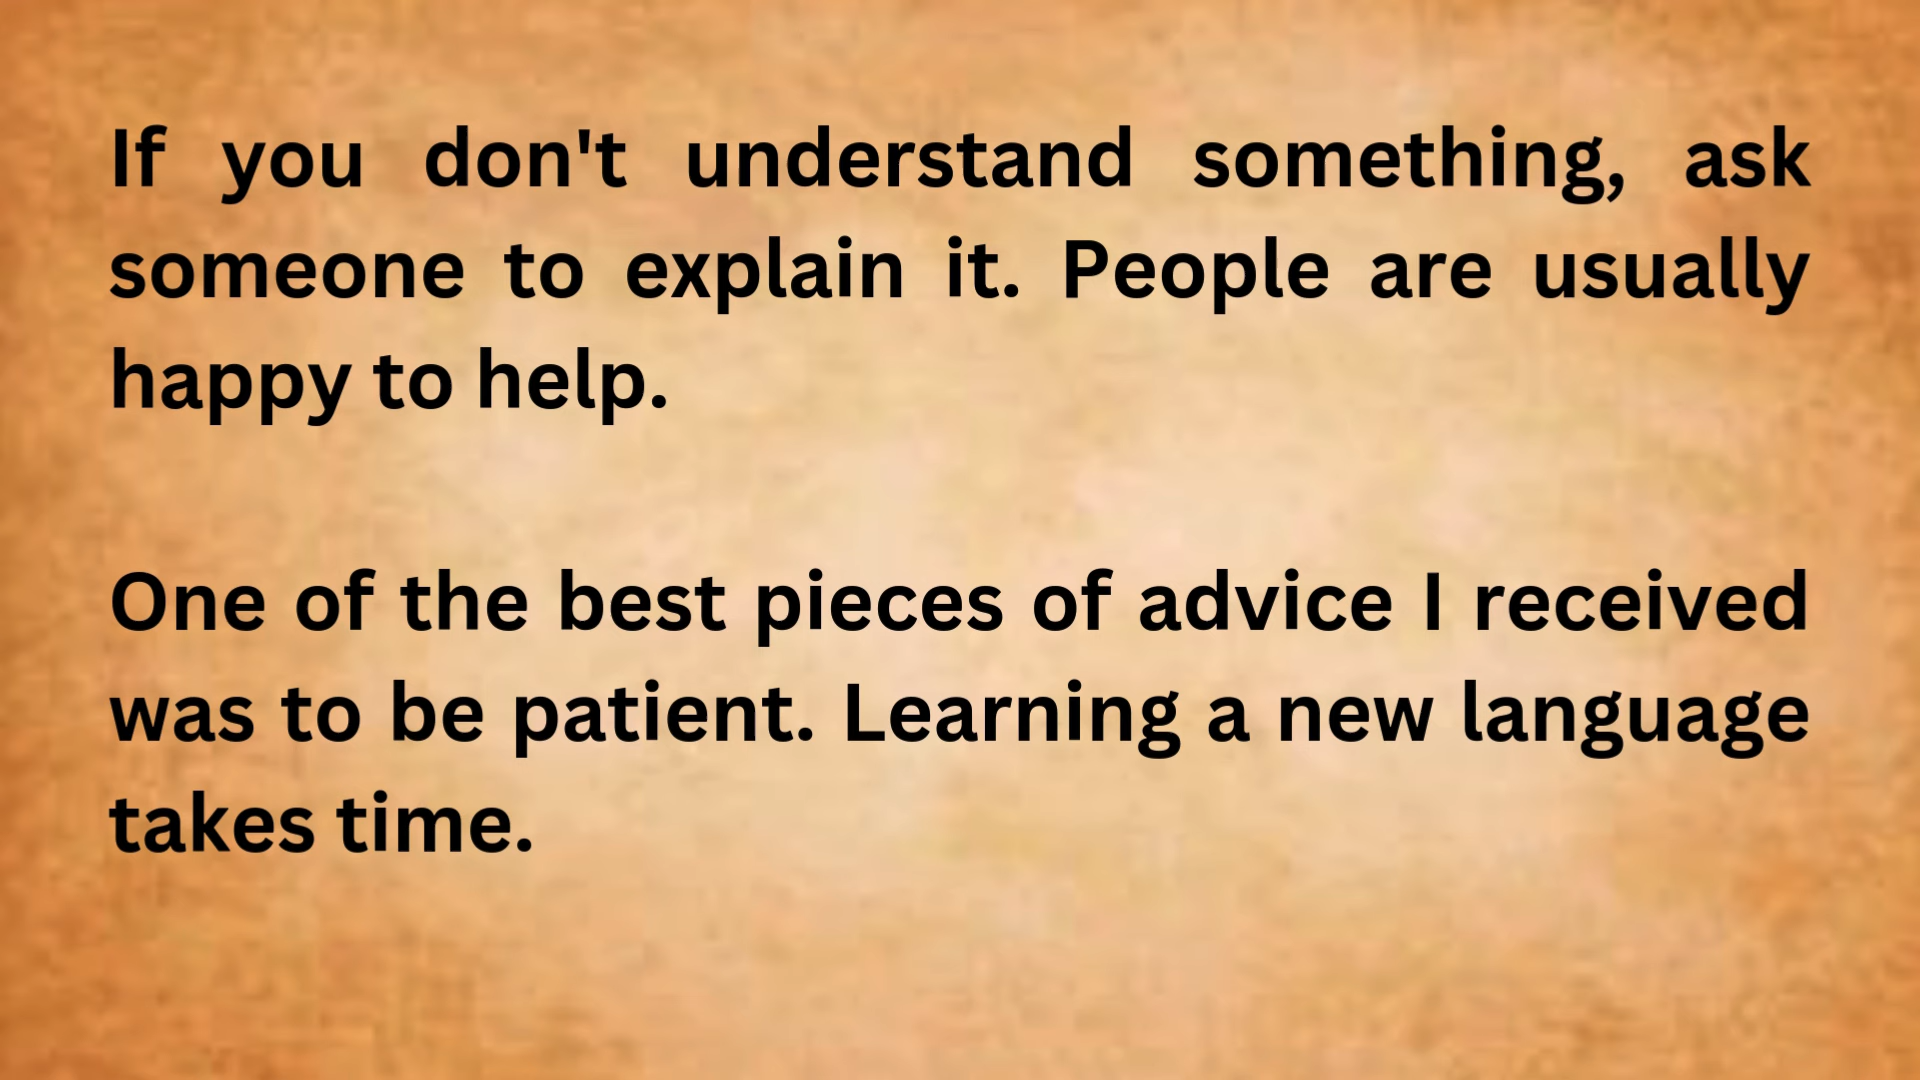 If you don't understand something, ask
someone to explain it. People are usually
happy to help.
One of the best pieces of advice I received
was to be patient. Learning a new language
takes time.